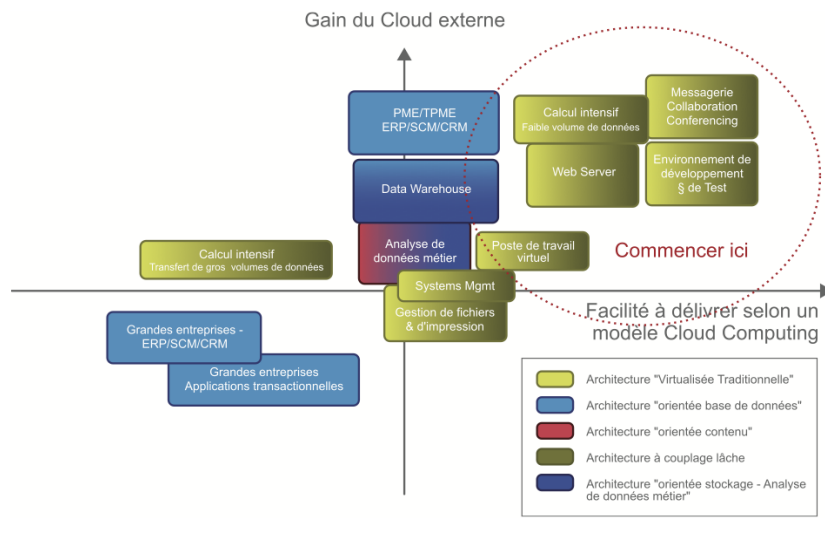 Gain du Cloud externe
PME/TPME
ERP/SCM/CRM
Calcul intensif
Faible volume de données
Messagerie
Collaboration
Conferencing
Data Warehouse
Web Server
Environnement de
développement
§ de Test
Analyse de
données métier
Poste de travail
virtuel
Commencer ici
Calcul intensif
Transfert de gros volumes de données
Systems Mgmt
Gestion de fichiers
& d'impression
Facilité à délivrer selon un
modèle Cloud Computing
Grandes entreprises -
ERP/SCM/CRM
Grandes entreprises
Applications transactionnelles
Architecture "Virtualisée Traditionnelle"
Architecture "orientée base de données"
Architecture "orientée contenu"
Architecture à couplage lâche
Architecture "orientée stockage - Analyse
de données métier"